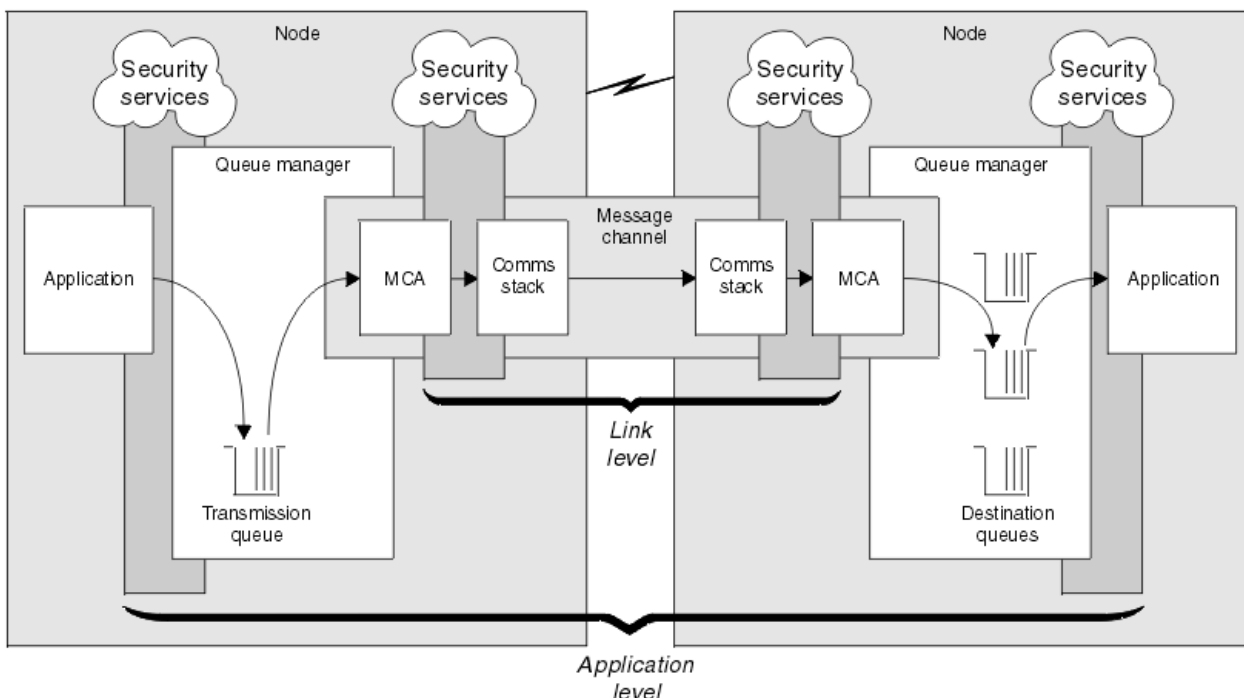 Node
Node
Security
services
Security
services
Security
services
Security
services
Queue manager
Queue manager
Message
channel
Application
MCA
Comms
stack
Comms
stack
MCA
Application
Link
level
Transmission
queue
Destination
queues
Application
level